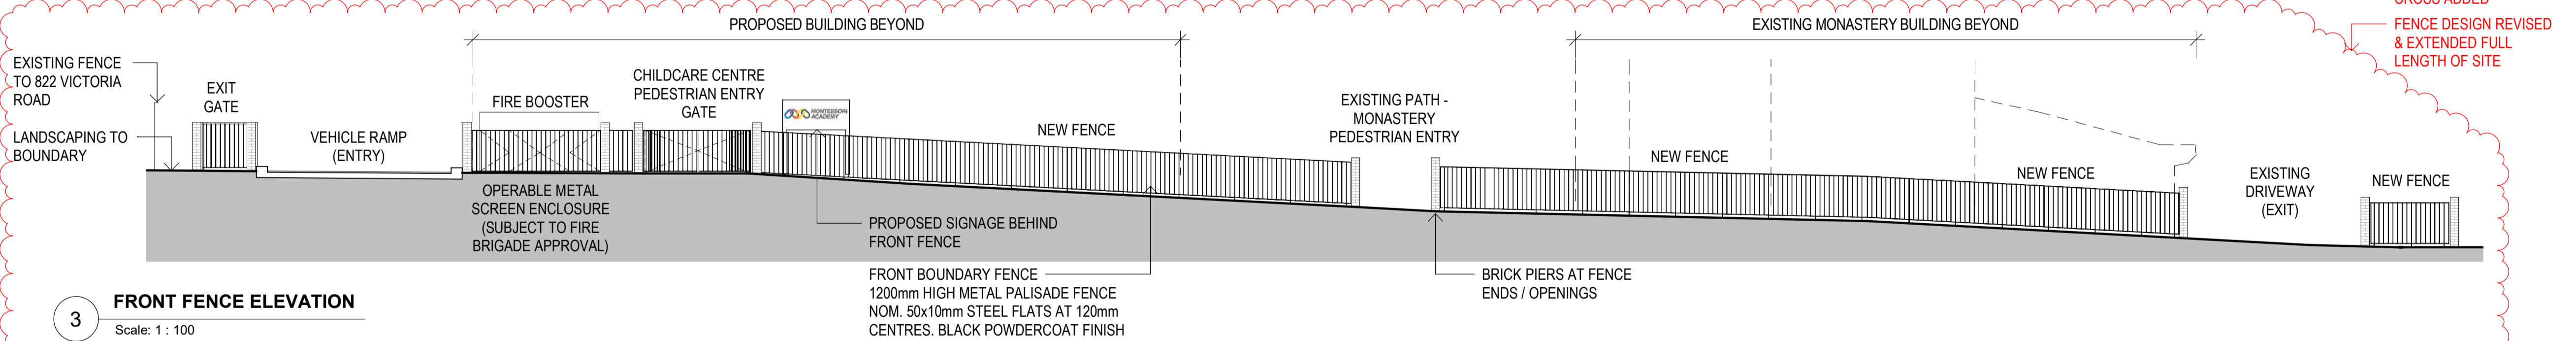 PROPOSED BUILDING BEYOND
EXISTING MONASTERY BUILDING BEYOND
FENCE DESIGN REVISED
& EXTENDED FULL
LENGTH OF SITE
EXISTING FENCE
TO 822 VICTORIA
ROAD
LANDSCAPING TO
BOUNDARY
EXIT
GATE
VEHICLE RAMP
(ENTRY)
FIRE BOOSTER
CHILDCARE CENTRE
PEDESTRIAN ENTRY
GATE
MONTESSORI
ACADEMY
NEW FENCE
EXISTING PATH -
MONASTERY
PEDESTRIAN ENTRY
NEW FENCE
NEW FENCE
EXISTING
DRIVEWAY
(EXIT)
NEW FENCE
OPERABLE METAL
SCREEN ENCLOSURE
(SUBJECT TO FIRE
BRIGADE APPROVAL)
PROPOSED SIGNAGE BEHIND
FRONT FENCE
FRONT BOUNDARY FENCE
1200mm HIGH METAL PALISADE FENCE
NOM. 50x10mm STEEL FLATS AT 120mm
CENTRES. BLACK POWDERCOAT FINISH
BRICK PIERS AT FENCE
ENDS / OPENINGS
3
FRONT FENCE ELEVATION
Scale: 1 : 100